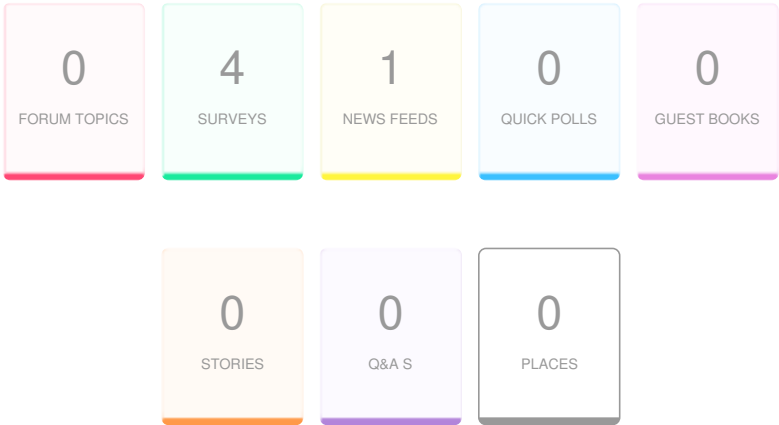 0
4
1
0
0
FORUM TOPICS
SURVEYS
NEWS FEEDS
QUICK POLLS
GUEST BOOKS
0
0
0
STORIES
Q&A S
PLACES